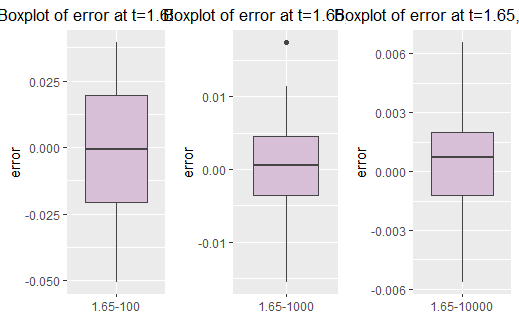 Boxplot of error at t=1.65
Boxplot of error at t=1.65
Boxplot of error at t=1.65,
error
0.025
0.000
-0.025
-0.050
1.65-100
error
0.01
0.00
-0.01
1.65-1000
error
0.006
0.003
0.000
-0.003
-0.006
1.65-10000